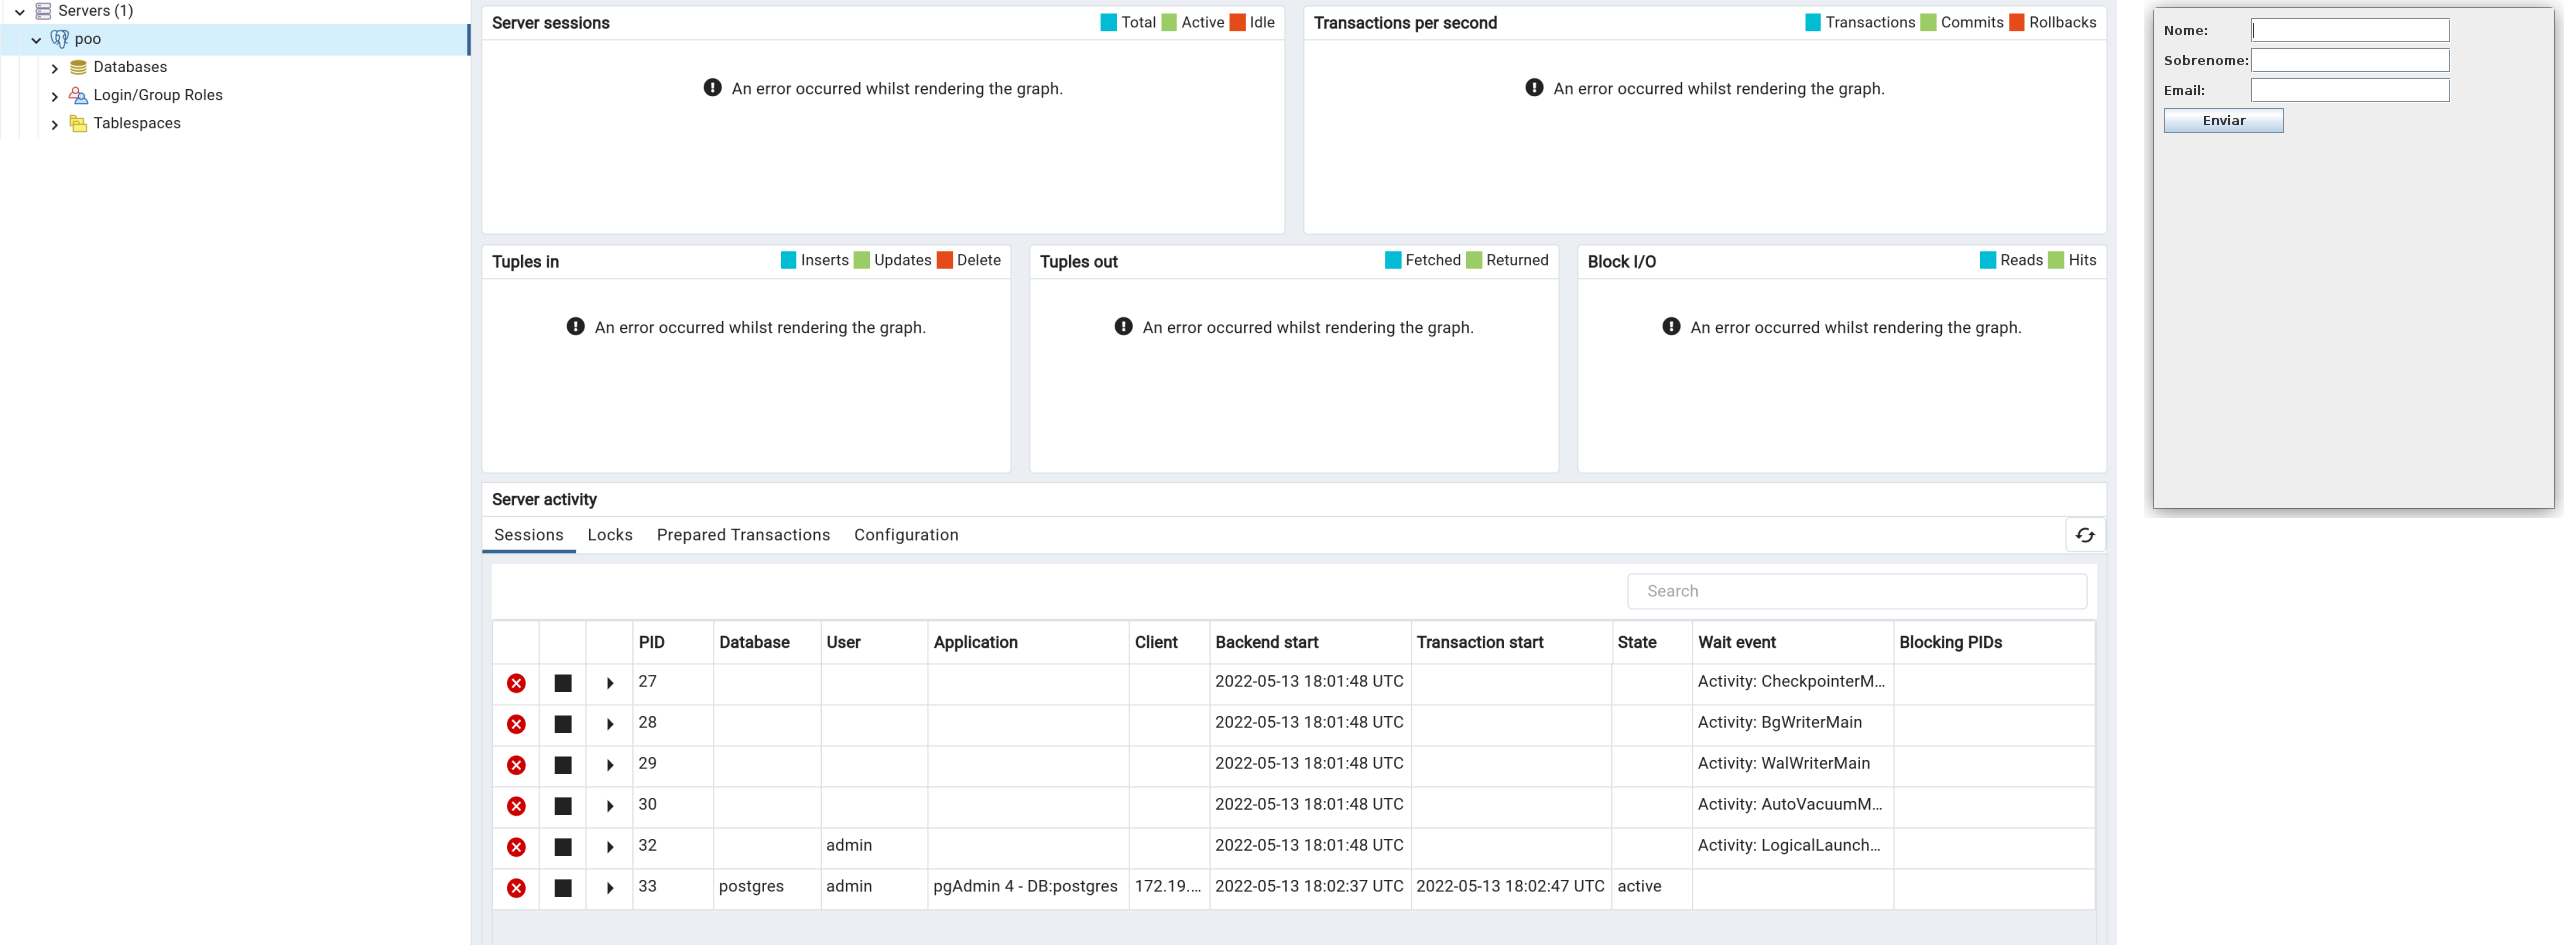 Servers (1)
poo
Databases
Login/Group Roles
Tablespaces
Server sessions
Total Active Idle
An error occurred whilst rendering the graph.
Transactions per second
Transactions Commits Rollbacks
An error occurred whilst rendering the graph.
Tuples in
Inserts Updates Delete
An error occurred whilst rendering the graph.
Tuples out
Fetched Returned
An error occurred whilst rendering the graph.
Block I/O
Reads Hits
An error occurred whilst rendering the graph.
Server activity
Sessions Locks Prepared Transactions Configuration
Search
PID Database User Application Client Backend start Transaction start State Wait event Blocking PIDs
27 2022-05-13 18:01:48 UTC Activity: CheckpointerM...
28 2022-05-13 18:01:48 UTC Activity: BgWriterMain
29 2022-05-13 18:01:48 UTC Activity: WalWriterMain
30 2022-05-13 18:01:48 UTC Activity: AutoVacuumM...
32 admin 2022-05-13 18:01:48 UTC Activity: LogicalLaunch...
33 postgres admin pgAdmin 4 - DB:postgres 172.19.... 2022-05-13 18:02:37 UTC 2022-05-13 18:02:47 UTC active
Nome:
Sobrenome:
Email:
Enviar